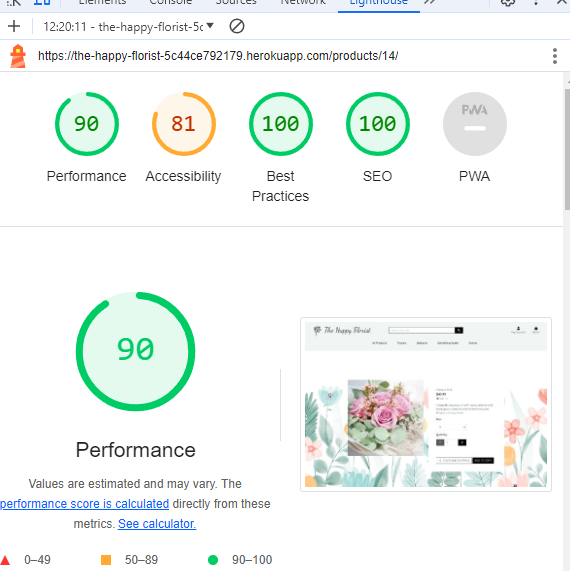 Elements Console Sources Network Lighthouse
12:20:11 - the-happy-florist-5c
https://the-happy-florist-5c44ce792179.herokuapp.com/products/14/
90 81 100 100 PWA
Performance Accessibility Best Practices SEO PWA
90
The Happy Florist
Performance
Values are estimated and may vary. The
performance score is calculated directly from these
metrics. See calculator.
0–49 50–89 90–100